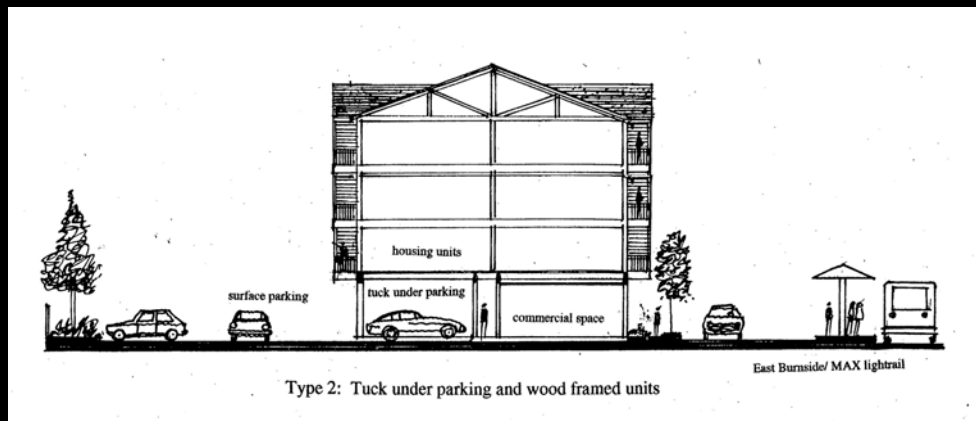 housing units
surface parking
tuck under parking
commercial space
East Burnside/ MAX lightrail
Type 2: Tuck under parking and wood framed units